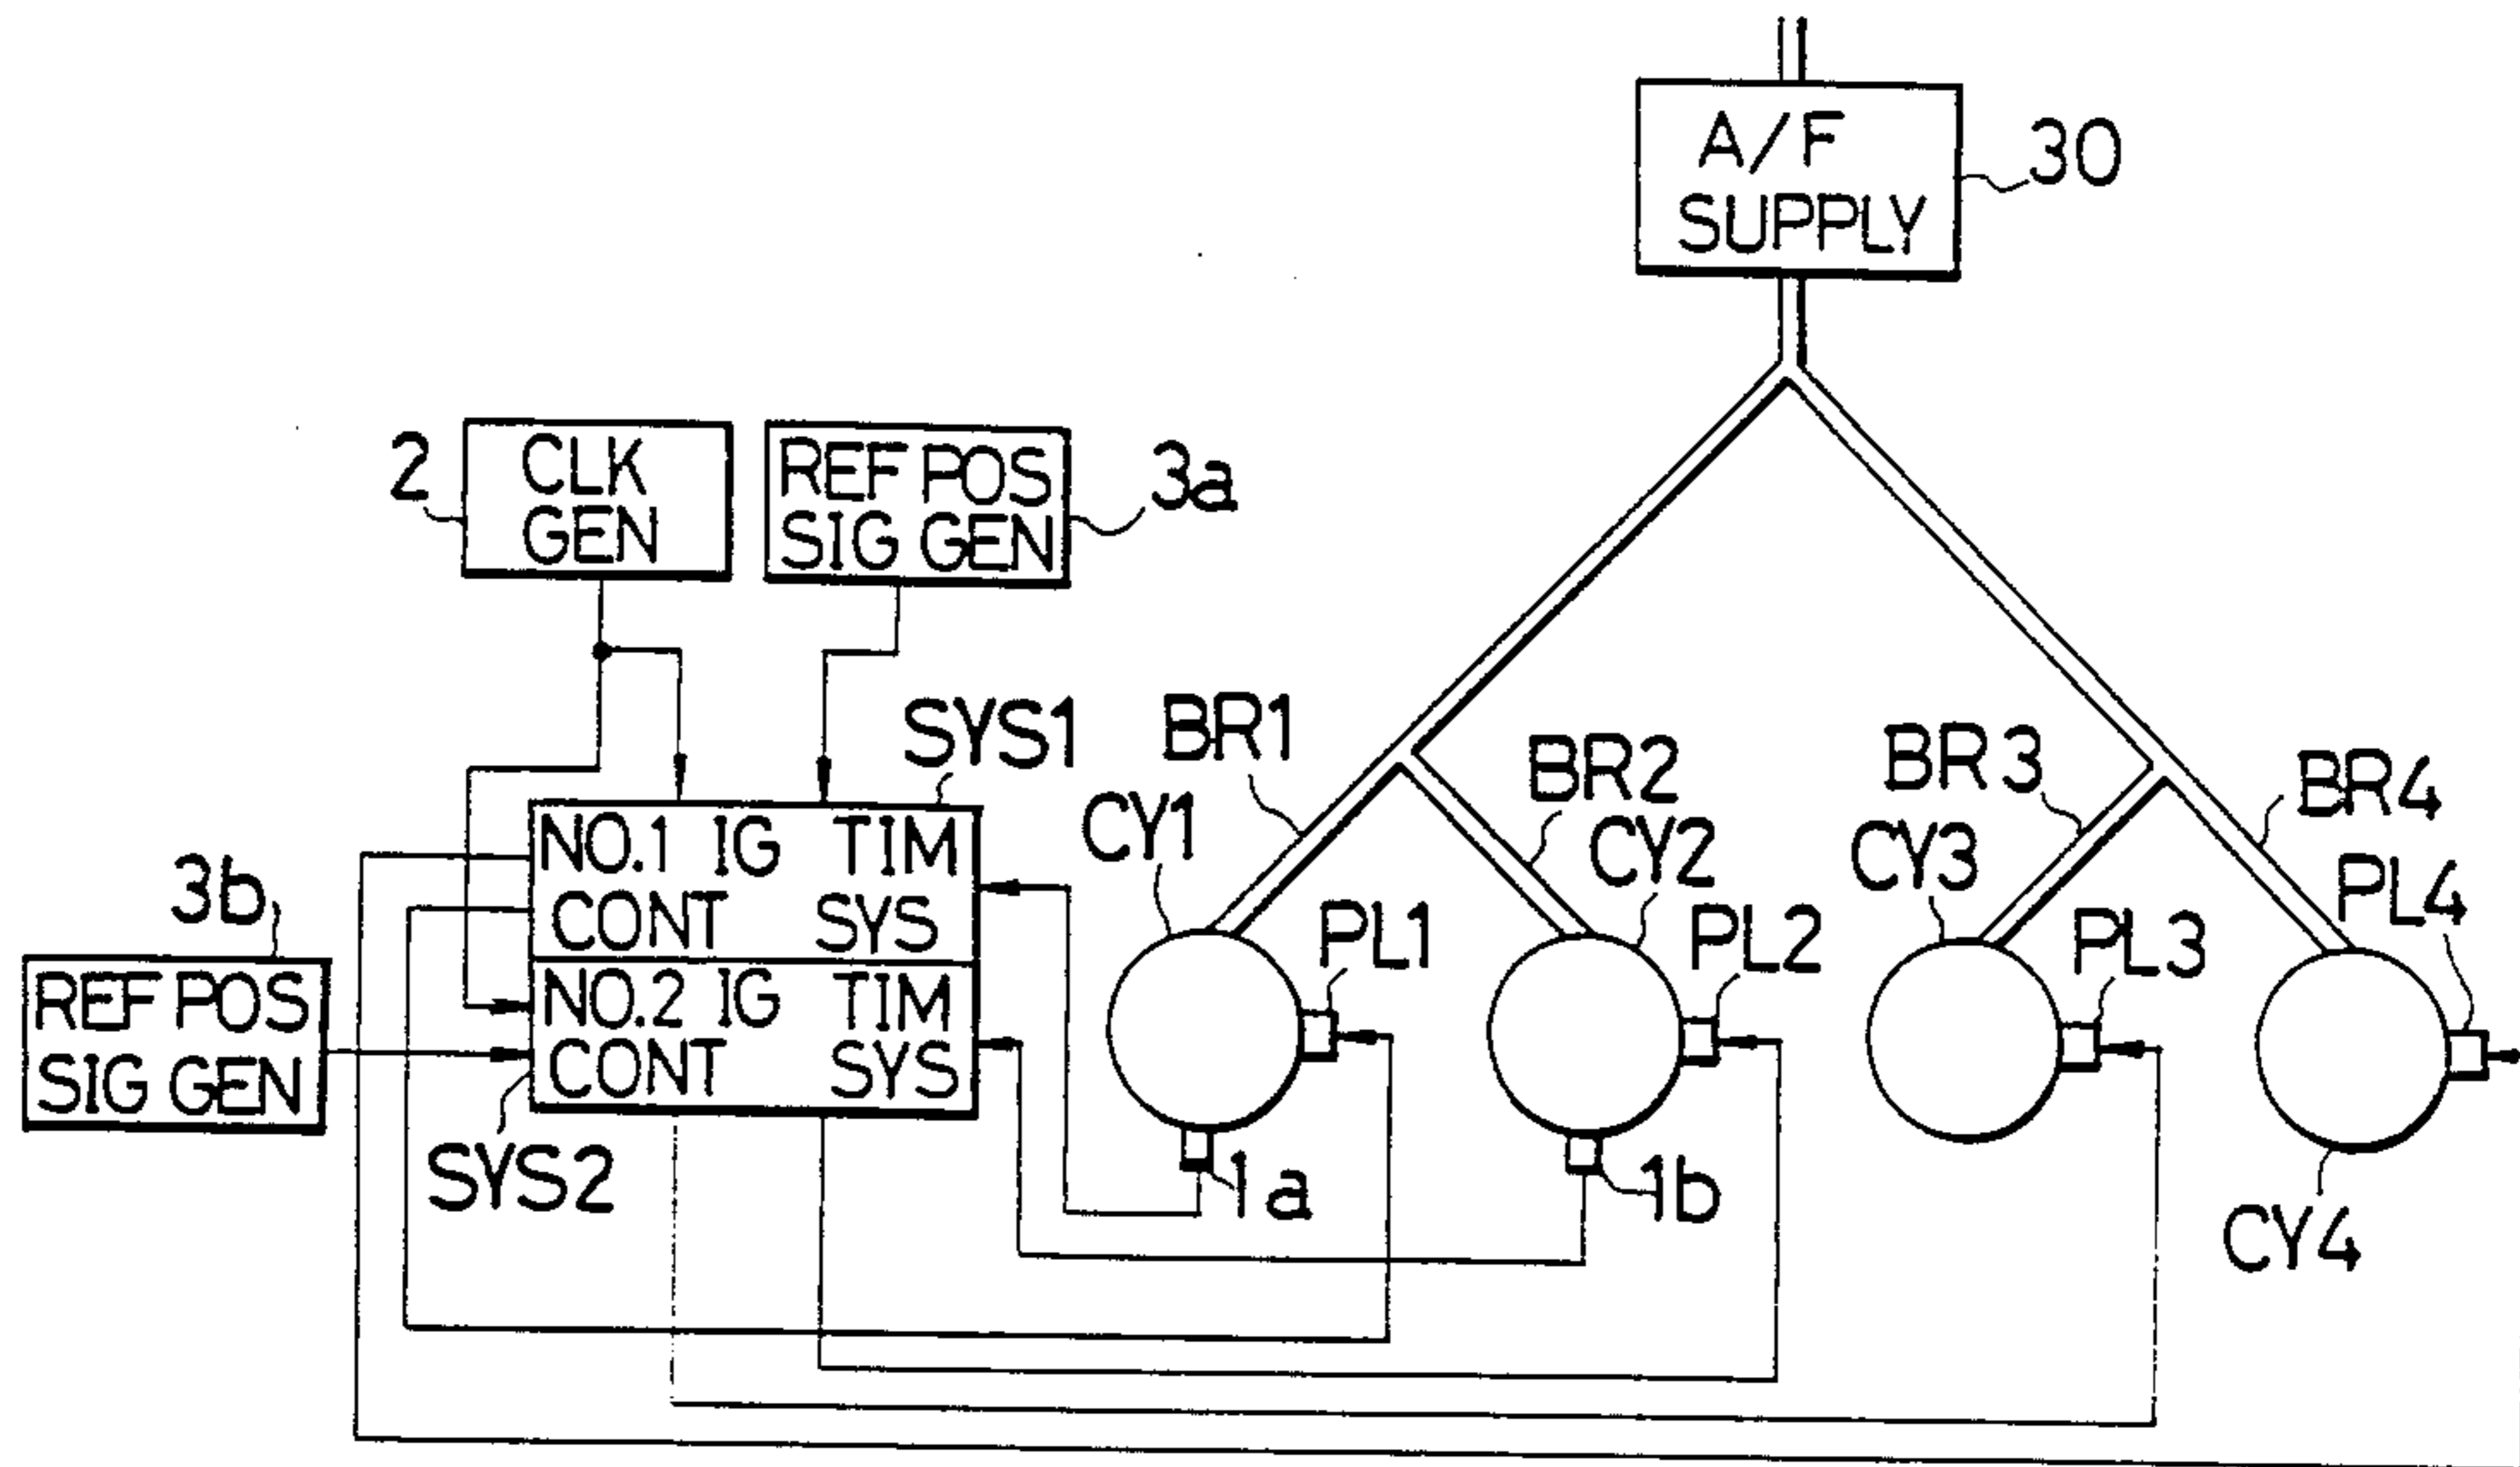 A/F
SUPPLY
30
2
CLK
GEN
REF POS
SIG GEN
3a
SYS1
BR1
BR2
BR3
BR4
CY1
CY2
CY3
PL4
NO.1 IG TIM
CONT SYS
3b
PL1
PL2
PL3
REF POS
SIG GEN
NO.2 IG TIM
CONT SYS
SYS2
1a
1b
CY4